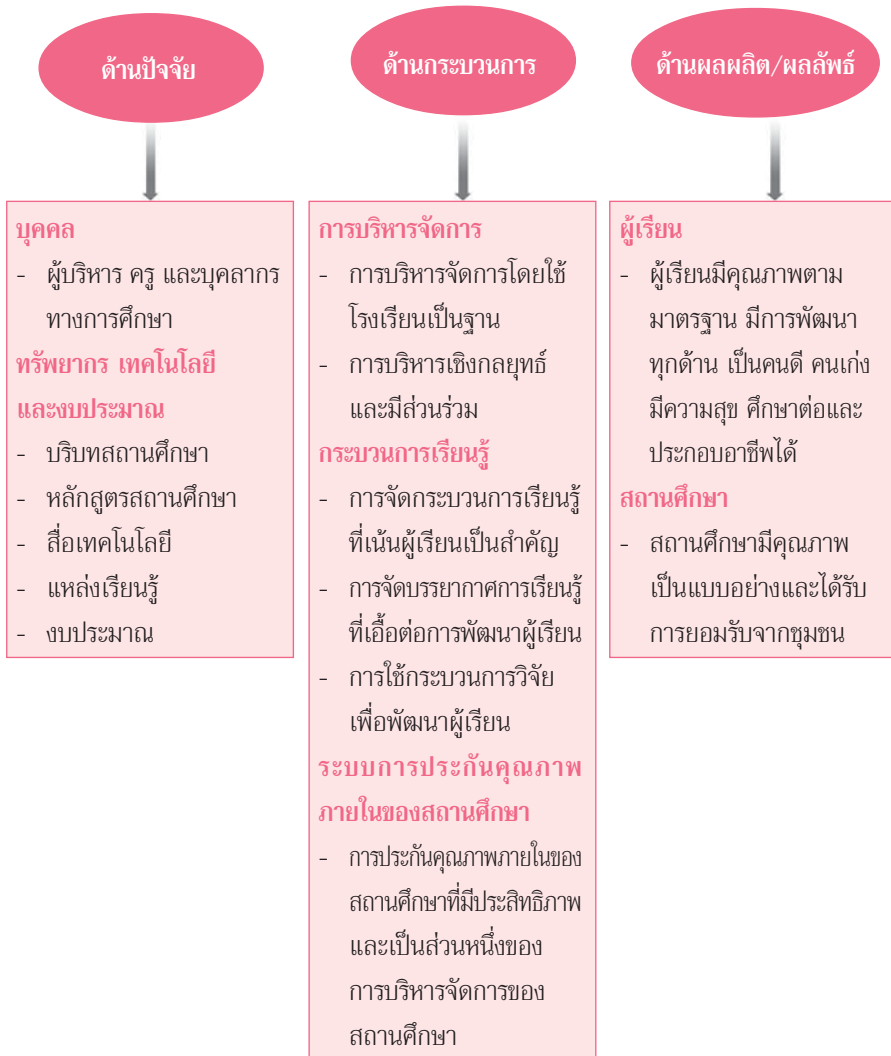 ด้านปัจจัย
บุคคล
- ผู้บริหาร ครู และบุคลากร
ทางการศึกษา
ทรัพยากร เทคโนโลยี
และงบประมาณ
- บริบทสถานศึกษา
- หลักสูตรสถานศึกษา
- สื่อเทคโนโลยี
- แหล่งเรียนรู้
- งบประมาณ
ด้านกระบวนการ
การบริหารจัดการ
- การบริหารจัดการโดยใช้
โรงเรียนเป็นฐาน
- การบริหารเชิงกลยุทธ์
และมีส่วนร่วม
กระบวนการเรียนรู้
- การจัดกระบวนการเรียนรู้
ที่เน้นผู้เรียนเป็นสำคัญ
- การจัดบรรยากาศการเรียนรู้
ที่เอื้อต่อการพัฒนาผู้เรียน
- การใช้กระบวนการวิจัย
เพื่อพัฒนาผู้เรียน
ระบบการประกันคุณภาพ
ภายในของสถานศึกษา
- การประกันคุณภาพภายในของ
สถานศึกษาที่มีประสิทธิภาพ
และเป็นส่วนหนึ่งของ
การบริหารจัดการของ
สถานศึกษา
ด้านผลผลิต/ผลลัพธ์
ผู้เรียน
- ผู้เรียนมีคุณภาพตาม
มาตรฐาน มีการพัฒนา
ทุกด้าน เป็นคนดี คนเก่ง
มีความสุข ศึกษาต่อและ
ประกอบอาชีพได้
สถานศึกษา
- สถานศึกษามีคุณภาพ
เป็นแบบอย่างและได้รับ
การยอมรับจากชุมชน